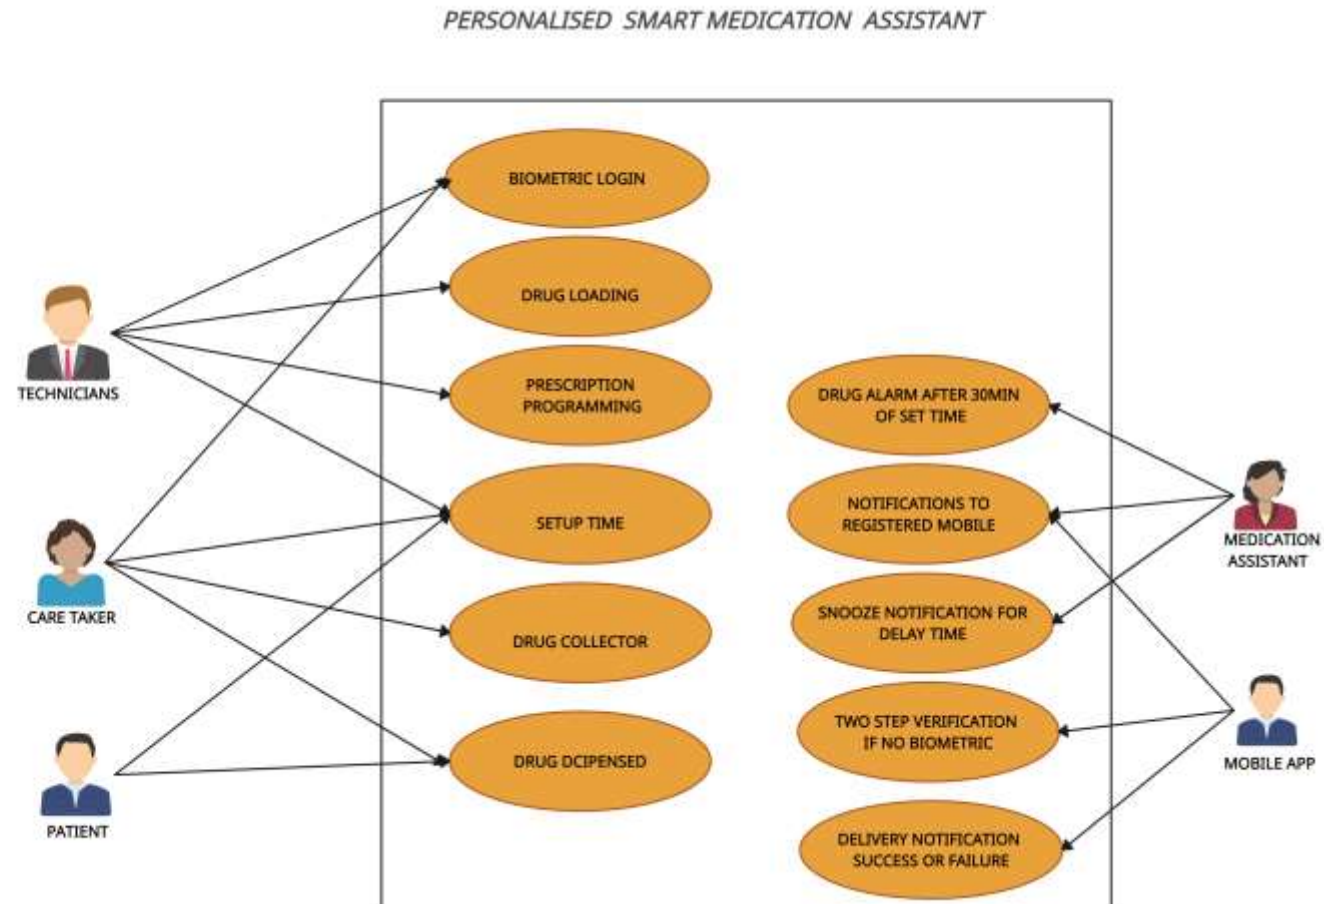 PERSONALISED SMART MEDICATION ASSISTANT
BIOMETRIC LOGIN
DRUG LOADING
PRESCRIPTION
PROGRAMMING
SETUP TIME
DRUG COLLECTOR
DRUG DCIPENSED
TECHNICIANS
CARE TAKER
PATIENT
DRUG ALARM AFTER 30MIN
OF SET TIME
NOTIFICATIONS TO
REGISTERED MOBILE
SNOOZE NOTIFICATION FOR
DELAY TIME
TWO STEP VERIFICATION
IF NO BIOMETRIC
DELIVERY NOTIFICATION
SUCCESS OR FAILURE
MEDICATION
ASSISTANT
MOBILE APP